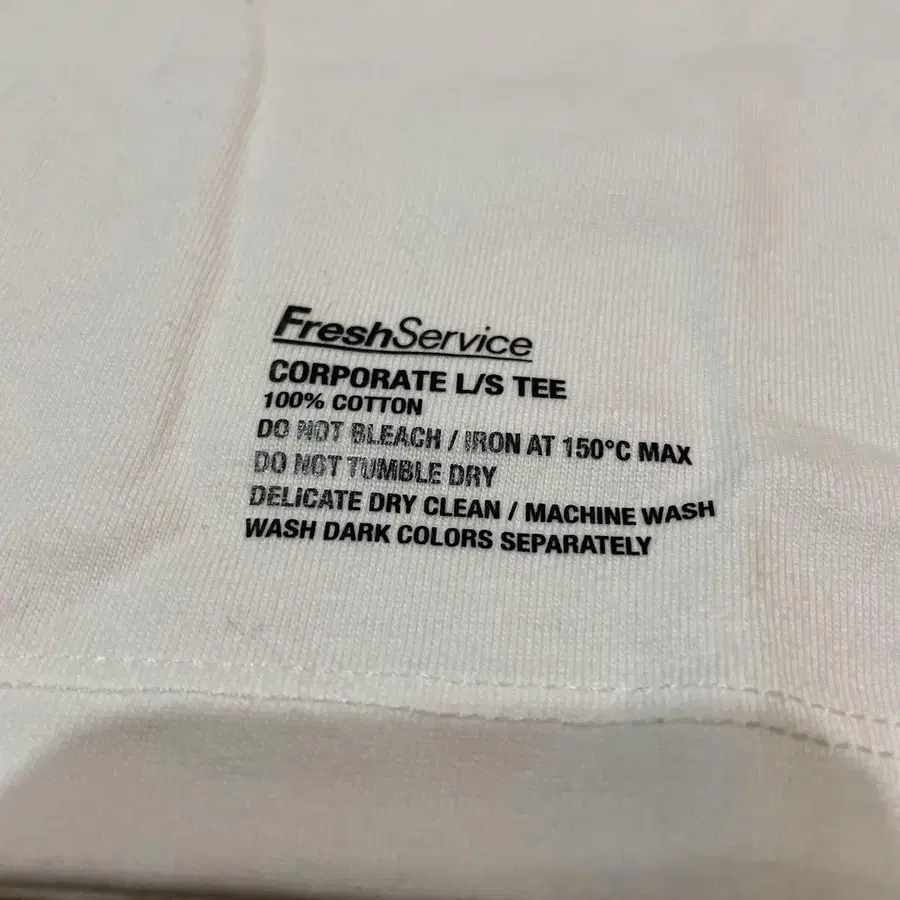 FreshService
CORPORATE L/S TEE
100% COTTON
DO NOT BLEACH / IRON AT 150°C MAX
DO NOT TUMBLE DRY
DELICATE DRY CLEAN / MACHINE WASH
WASH DARK COLORS SEPARATELY